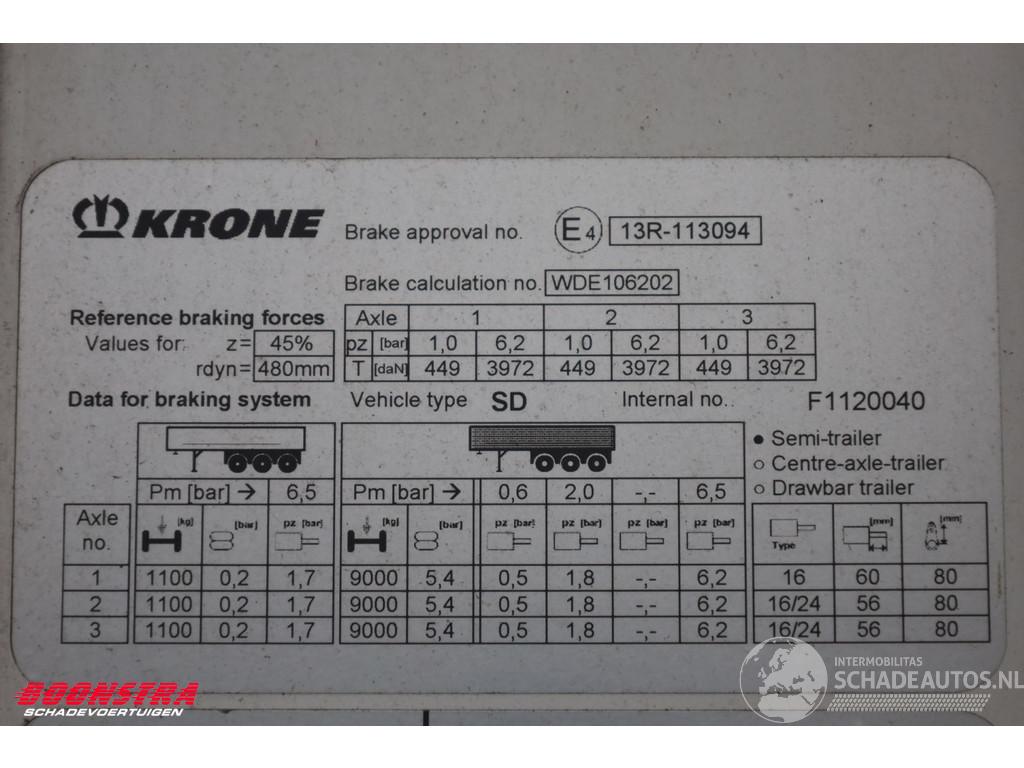 KRONE
Brake approval no. E4 13R-113094
Brake calculation no. WDE106202
Reference braking forces Axle 1 2 3
Values for: z= 45% pz [bar] 1,0 6,2 1,0 6,2 1,0 6,2
rdyn= 480mm T [daN] 449 3972 449 3972 449 3972
Data for braking system Vehicle type SD Internal no.. F1120040
Semi-trailer
Centre-axle-trailer
Drawbar trailer
Pm [bar] → 6,5 Pm [bar] → 0,6 2,0 -,- 6,5
Axle no. [kg] [bar] pz [bar] [kg] [bar] pz [bar] pz [bar] pz [bar] pz [bar] Type [mm] [mm]
1 1100 0,2 1,7 9000 5,4 0,5 1,8 -,- 6,2 16 60 80
2 1100 0,2 1,7 9000 5,4 0,5 1,8 -,- 6,2 16/24 56 80
3 1100 0,2 1,7 9000 5,4 0,5 1,8 -,- 6,2 16/24 56 80
BOONSTRA
SCHADEVOERTUIGEN
INTERMOBILITAS
SCHADEAUTOS.NL